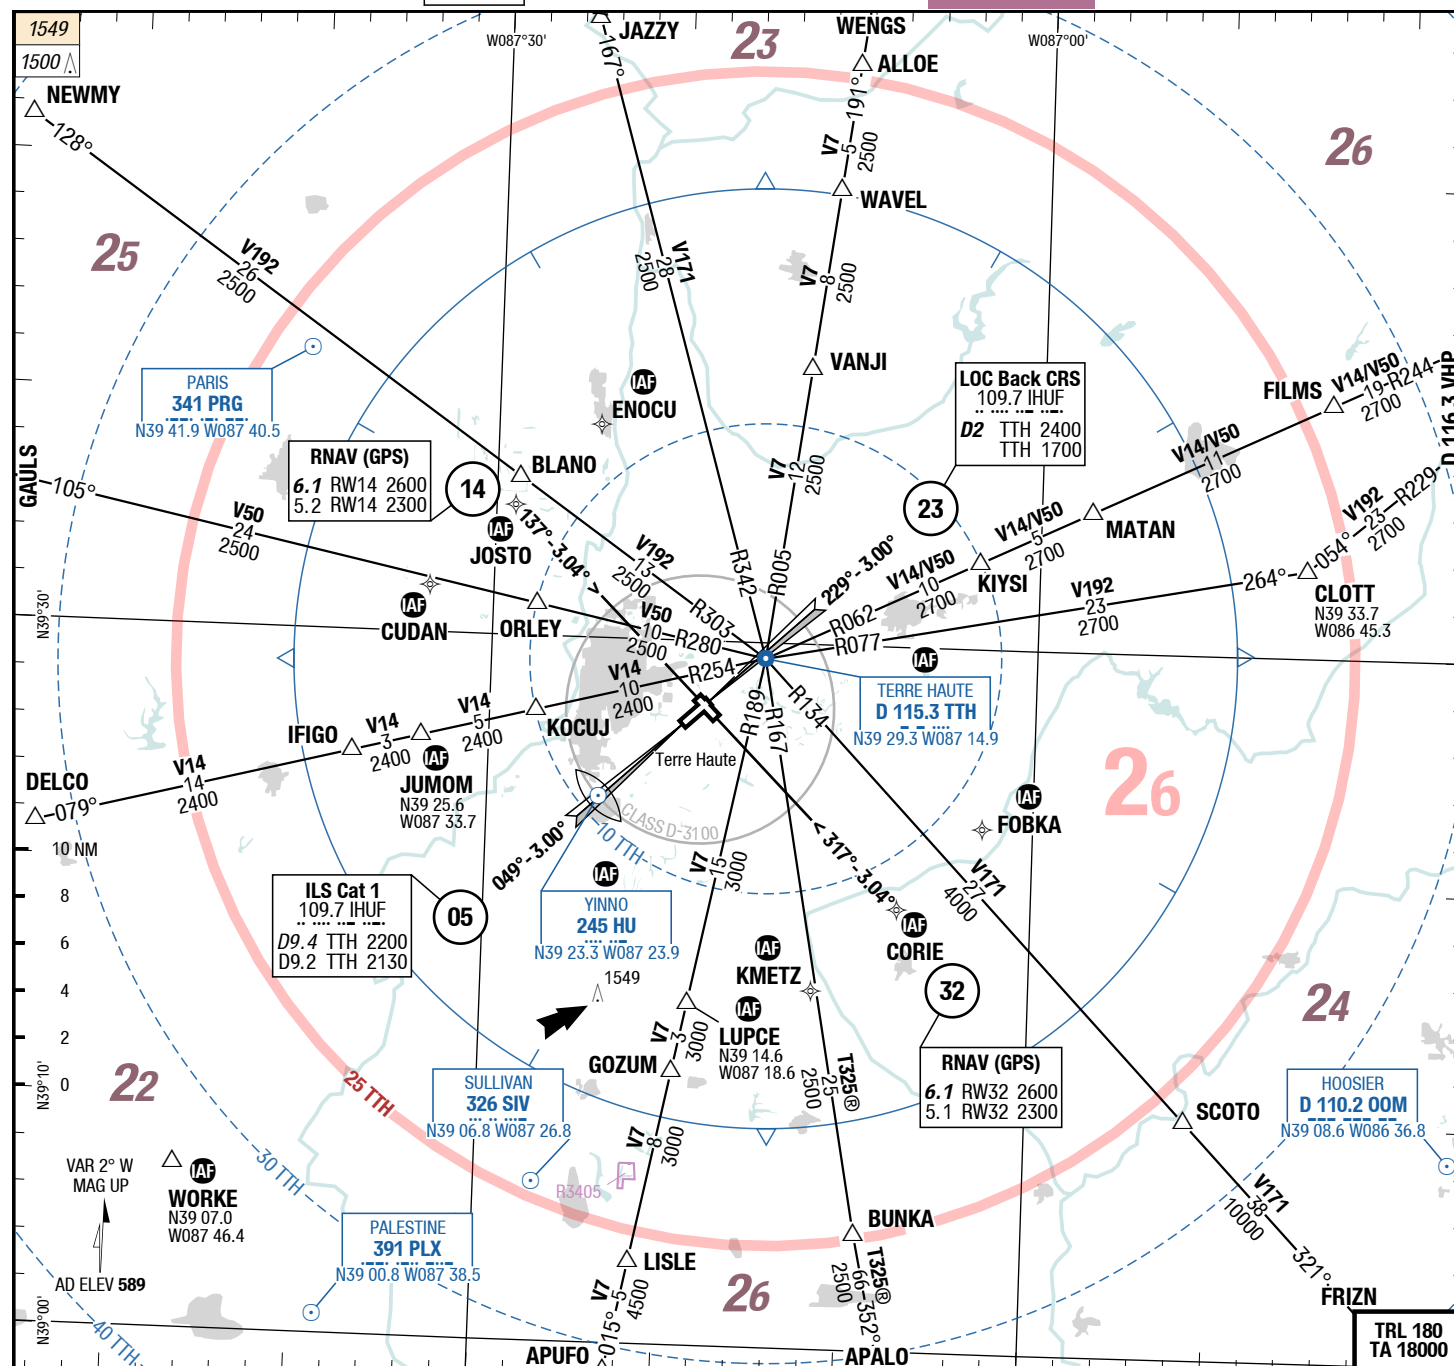 1549
1500
NEWMY
128°
W087°30'
167°
JAZZY
23
WENGS
ALLOE
W087°00'
191°
V7
5
2500
26
WAVEL
25
V192
26
2500
V171
28
2500
V7
8
2500
PARIS
341 PRG
N39 41.9 W087 40.5
VANJI
IAF
ENOCU
LOC Back CRS
109.7 IHUF
D2 TTH 2400
TTH 1700
23
FILMS
V14/V50
19-R244
2700
D 116.3 VHP
V14/V50
11
2700
GAULS
105°
RNAV (GPS)
6.1 RW14 2600
5.2 RW14 2300
14
BLANO
IAF
JOSTO
137°-3.04° >
V7
12
2500
V50
24
2500
V192
13
2500
R342
R005
229°-3.00°
V14/V50
5
2700
MATAN
V192
23-R229
2700
054°
V14/V50
10
2700
KIYSI
264°
CLOTT
N39 33.7
W086 45.3
V192
23
2700
IAF
CUDAN
ORLEY
N39°30'
V50
10
2500
R303
R280
R254
R062
R077
V14
10
2400
IAF
TERRE HAUTE
D 115.3 TTH
N39 29.3 W087 14.9
R189
R167
R134
KOCUJ
IFIGO
V14
3
2400
V14
5
2400
Terre Haute
IAF
JUMOM
N39 25.6
W087 33.7
DELCO
079°
V14
14
2400
26
CLASS D-3100
10 TTH
IAF
FOBKA
049°-3.00°
V7
15
3000
< 317°-3.04°
V171
27
4000
10 NM
8
6
4
2
0
ILS Cat 1
109.7 IHUF
D9.4 TTH 2200
D9.2 TTH 2130
05
IAF
YINNO
245 HU
N39 23.3 W087 23.9
1549
IAF
KMETZ
IAF
CORIE
32
IAF
LUPCE
N39 14.6
W087 18.6
V7
3
3000
GOZUM
24
RNAV (GPS)
6.1 RW32 2600
5.1 RW32 2300
T325®
25
2500
N39°10'
22
25 TTH
SULLIVAN
326 SIV
N39 06.8 W087 26.8
V7
8
3000
SCOTO
HOOSIER
D 110.2 OOM
N39 08.6 W086 36.8
30 TTH
VAR 2° W
MAG UP
IAF
WORKE
N39 07.0
W087 46.4
R3405
V171
38
10000
AD ELEV 589
PALESTINE
391 PLX
N39 00.8 W087 38.5
BUNKA
LISLE
26
T325®
66-352°
2500
V7
5
4500
015°
321°
FRIZN
N39°00'
40 TTH
APUFO
APALO
TRL 180
TA 18000